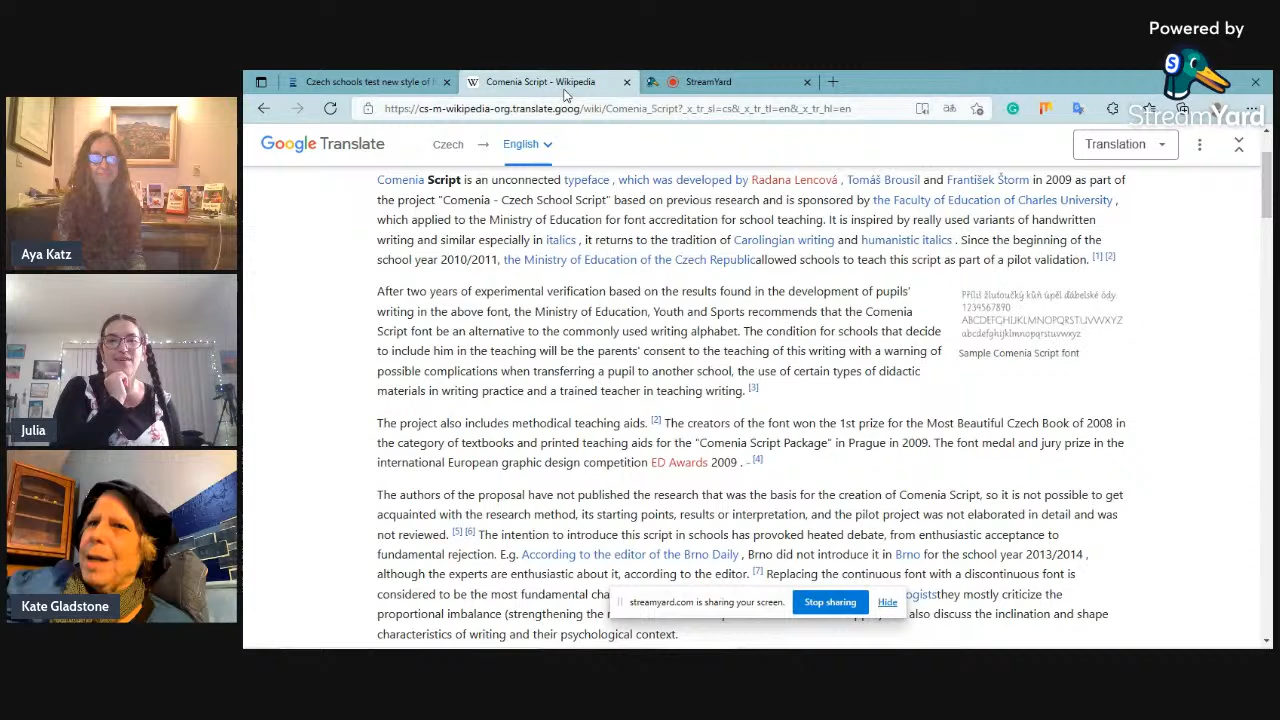 Powered by
StreamYard
Czech schools test new style of
Comenia Script - Wikipedia
StreamYard
https://cs-m-wikipedia-org.translate.goog/wiki/Comenia_Script?_x_tr_sl=cs&_x_tr_tl=en&_x_tr_hl=en
Google Translate
Czech → English
Translation
Comenia Script is an unconnected typeface , which was developed by Radana Lencová , Tomáš Brousil and František Štorm in 2009 as part of
the project "Comenia - Czech School Script" based on previous research and is sponsored by the Faculty of Education of Charles University ,
which applied to the Ministry of Education for font accreditation for school teaching. It is inspired by really used variants of handwritten
writing and similar especially in italics , it returns to the tradition of Carolingian writing and humanistic italics . Since the beginning of the
school year 2010/2011, the Ministry of Education of the Czech Republicallowed schools to teach this script as part of a pilot validation. [1] [2]
After two years of experimental verification based on the results found in the development of pupils'
writing in the above font, the Ministry of Education, Youth and Sports recommends that the Comenia
Script font be an alternative to the commonly used writing alphabet. The condition for schools that decide
to include him in the teaching will be the parents' consent to the teaching of this writing with a warning of
possible complications when transferring a pupil to another school, the use of certain types of didactic
materials in writing practice and a trained teacher in teaching writing. [3]
Příliš žluťoučký kůň úpěl ďábelské ódy
1234567890
ABCDEFGHIJKLMNOPQRSTUVWXYZ
abcdefghijklmnopqrstuvwxyz
Sample Comenia Script font
The project also includes methodical teaching aids. [2] The creators of the font won the 1st prize for the Most Beautiful Czech Book of 2008 in
the category of textbooks and printed teaching aids for the "Comenia Script Package" in Prague in 2009. The font medal and jury prize in the
international European graphic design competition ED Awards 2009 . - [4]
The authors of the proposal have not published the research that was the basis for the creation of Comenia Script, so it is not possible to get
acquainted with the research method, its starting points, results or interpretation, and the pilot project was not elaborated in detail and was
not reviewed. [5] [6] The intention to introduce this script in schools has provoked heated debate, from enthusiastic acceptance to
fundamental rejection. E.g. According to the editor of the Brno Daily , Brno did not introduce it in Brno for the school year 2013/2014 ,
although the experts are enthusiastic about it, according to the editor. [7] Replacing the continuous font with a discontinuous font is
considered to be the most fundamental cha ogiststhey mostly criticize the
proportional imbalance (strengthening the also discuss the inclination and shape
characteristics of writing and their psychological context.
streamyard.com is sharing your screen.
Stop sharing
Hide
Aya Katz
Julia
Kate Gladstone